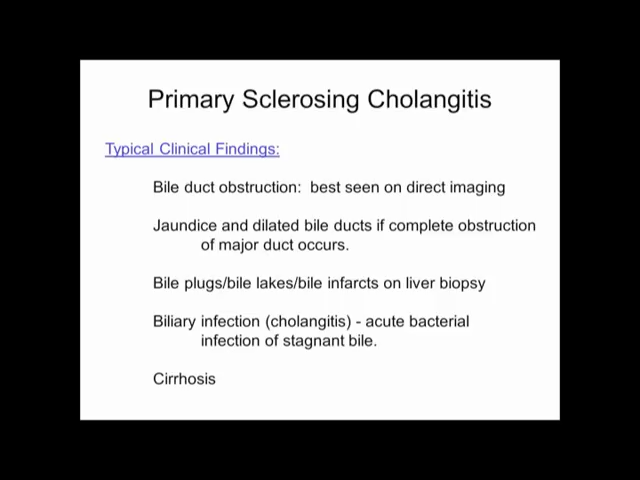 Primary Sclerosing Cholangitis
Typical Clinical Findings:
Bile duct obstruction: best seen on direct imaging
Jaundice and dilated bile ducts if complete obstruction
of major duct occurs.
Bile plugs/bile lakes/bile infarcts on liver biopsy
Biliary infection (cholangitis) - acute bacterial
infection of stagnant bile.
Cirrhosis